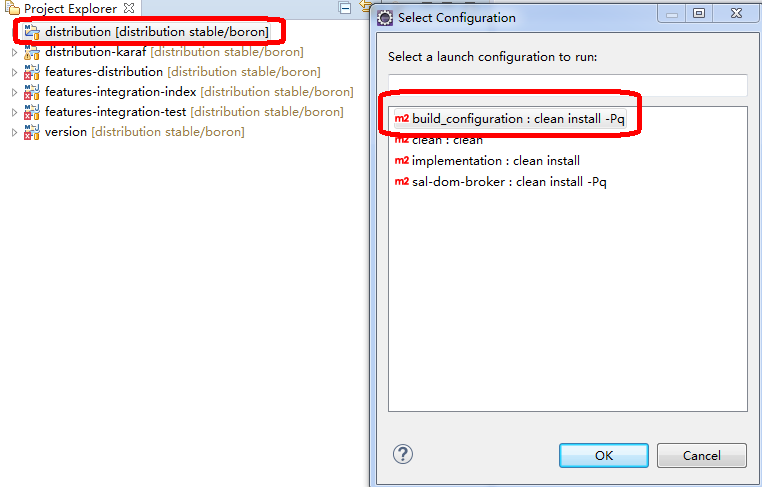 Project Explorer
distribution [distribution stable/boron]
distribution-karaf [distribution stable/boron]
features-distribution [distribution stable/boron]
features-integration-index [distribution stable/boron]
features-integration-test [distribution stable/boron]
version [distribution stable/boron]
Select Configuration
Select a launch configuration to run:
m2 build_configuration : clean install -Pq
m2 clean : clean
m2 implementation : clean install
m2 sal-dom-broker : clean install -Pq
?
OK
Cancel